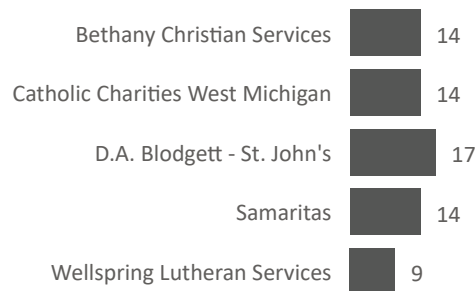 Bethany Christian Services 14
Catholic Charities West Michigan 14
D.A. Blodgett - St. John's 17
Samaritas 14
Wellspring Lutheran Services 9